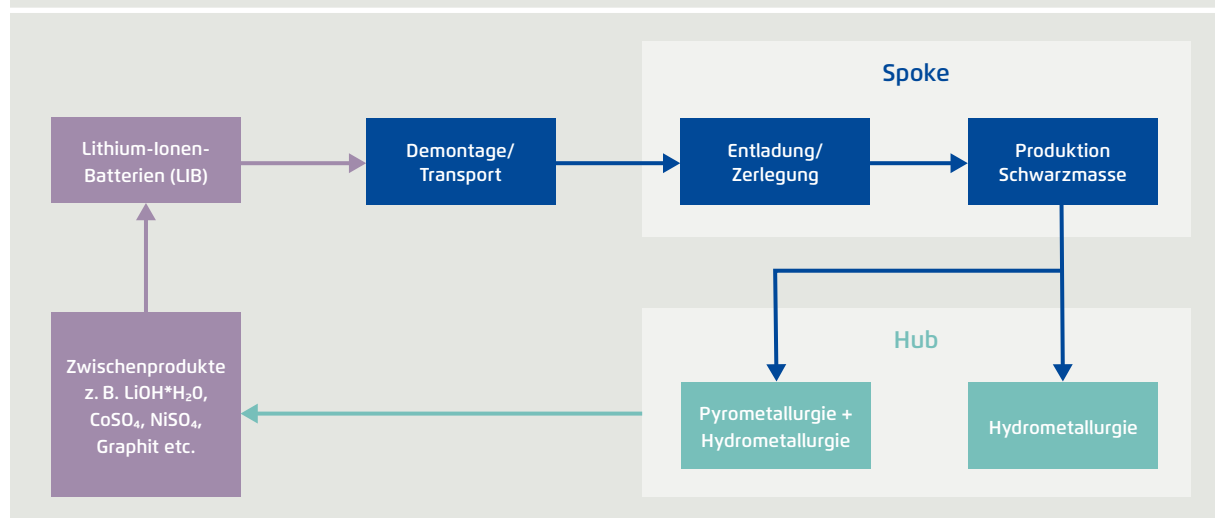 Spoke
Lithium-Ionen-
Batterien (LIB)
Demontage/
Transport
Entladung/
Zerlegung
Produktion
Schwarzmasse
Hub
Zwischenprodukte
z. B. LiOH*H₂0,
CoSO₄, NiSO₄,
Graphit etc.
Pyrometallurgie +
Hydrometallurgie
Hydrometallurgie